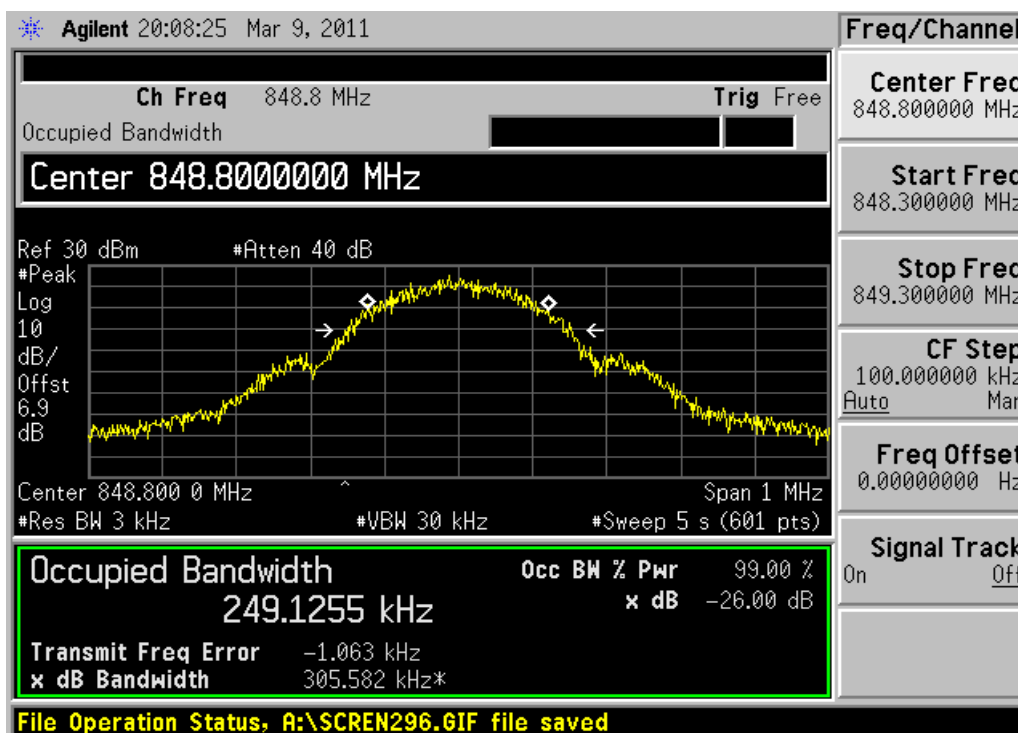 Agilent 20:08:25 Mar 9, 2011
Freq/Channel
Ch Freq 848.8 MHz
Trig Free
Occupied Bandwidth
Center 848.8000000 MHz
Ref 30 dBm #Atten 40 dB
#Peak
Log
10
dB/
Offst
6.9
dB
Center 848.800 0 MHz
Span 1 MHz
#Res BW 3 kHz
#VBW 30 kHz
#Sweep 5 s (601 pts)
Occupied Bandwidth
249.1255 kHz
Occ BW % Pwr 99.00 %
x dB -26.00 dB
Transmit Freq Error -1.063 kHz
x dB Bandwidth 305.582 kHz*
Center Freq
848.800000 MHz
Start Freq
848.300000 MHz
Stop Freq
849.300000 MHz
CF Step
100.000000 kHz
Auto Man
Freq Offset
0.00000000 Hz
Signal Track
On Off
File Operation Status, A:\SCREN296.GIF file saved